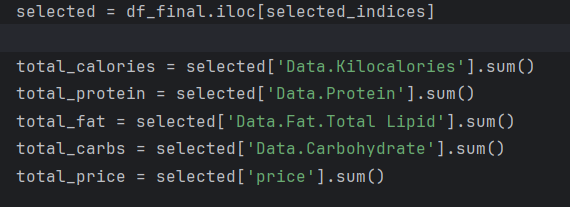 selected = df_final.iloc[selected_indices]
total_calories = selected['Data.Kilocalories'].sum()
total_protein = selected['Data.Protein'].sum()
total_fat = selected['Data.Fat.Total Lipid'].sum()
total_carbs = selected['Data.Carbohydrate'].sum()
total_price = selected['price'].sum()